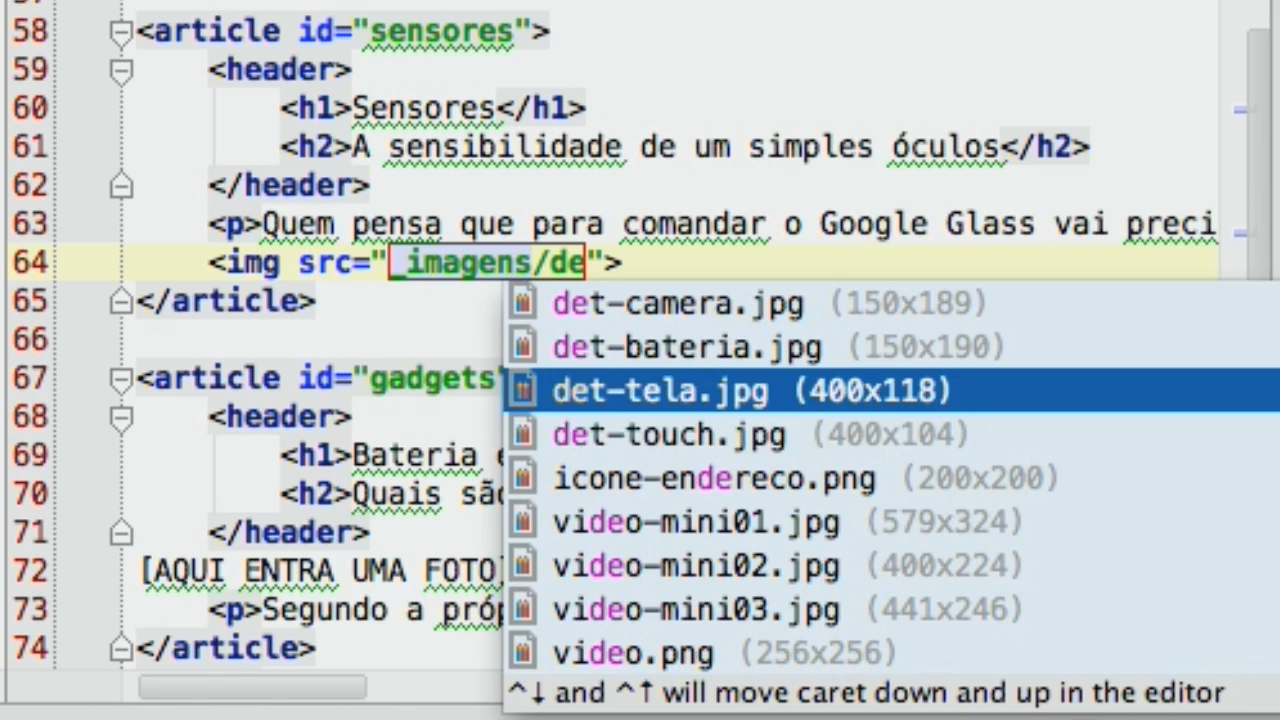 58 <article id="sensores">
59 <header>
60 <h1>Sensores</h1>
61 <h2>A sensibilidade de um simples óculos</h2>
62 </header>
63 <p>Quem pensa que para comandar o Google Glass vai preci
64 <img src="_imagens/de">
65 </article>
det-camera.jpg (150x189)
66
det-bateria.jpg (150x190)
67 <article id="gadgets"
det-tela.jpg (400x118)
68 <header>
det-touch.jpg (400x104)
69 <h1>Bateria
icone-endereco.png (200x200)
70 <h2>Quais são
video-mini01.jpg (579x324)
71 </header>
video-mini02.jpg (400x224)
72 [AQUI ENTRA UMA FOTO]
video-mini03.jpg (441x246)
73 <p>Segundo a próp
video.png (256x256)
74 </article>
^↓ and ^↑ will move caret down and up in the editor